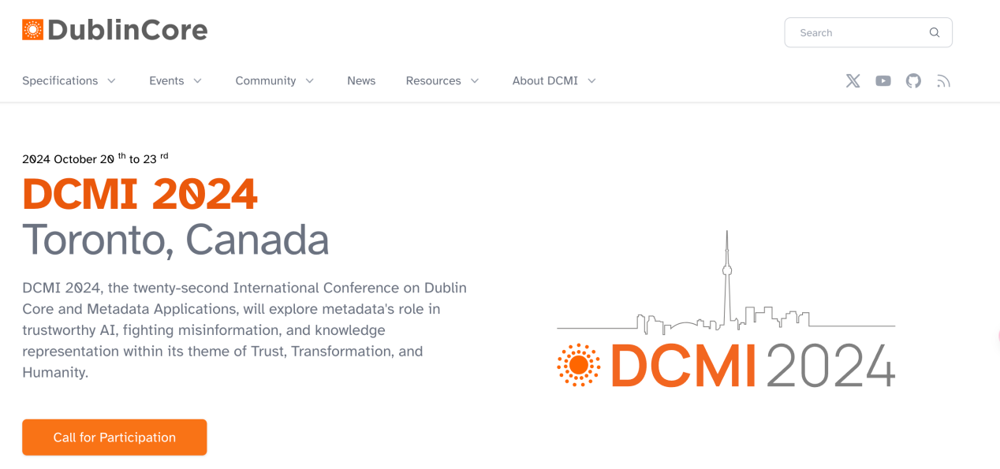 DublinCore
Search
Specifications
Events
Community
News
Resources
About DCMI
2024 October 20 th to 23 rd
DCMI 2024
Toronto, Canada
DCMI 2024, the twenty-second International Conference on Dublin
Core and Metadata Applications, will explore metadata's role in
trustworthy AI, fighting misinformation, and knowledge
representation within its theme of Trust, Transformation, and
Humanity.
DCMI 2024
Call for Participation